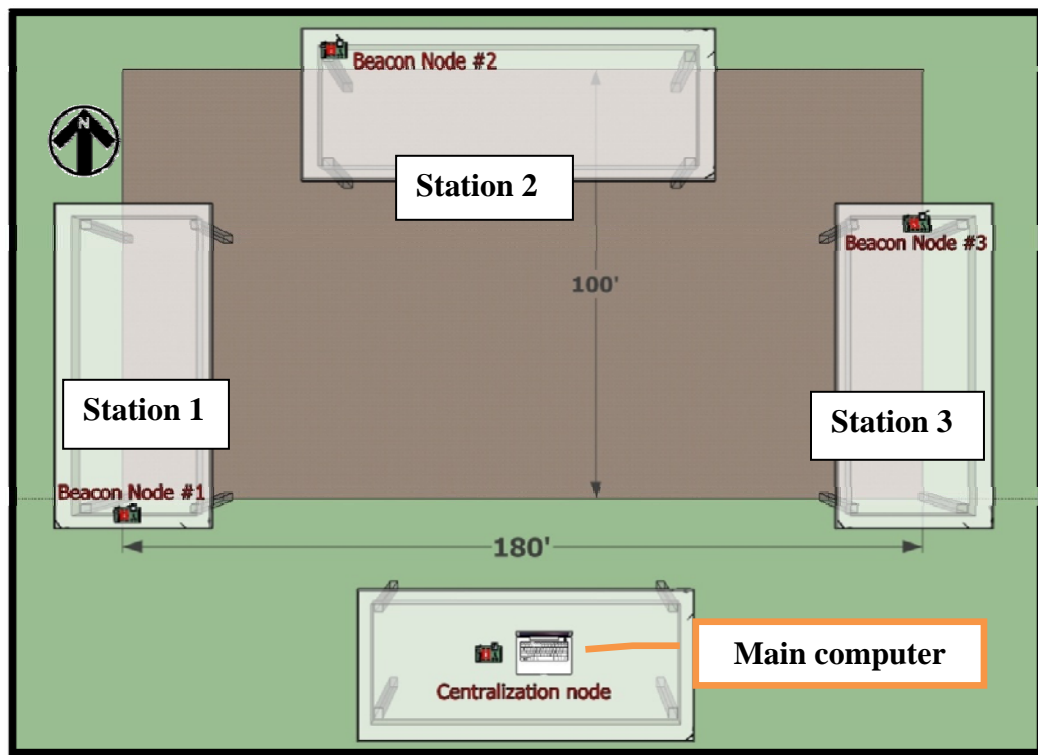 Beacon Node #2
N
Station 2
Beacon Node #3
100'
Station 1
Station 3
Beacon Node #1
180'
Main computer
Centralization node